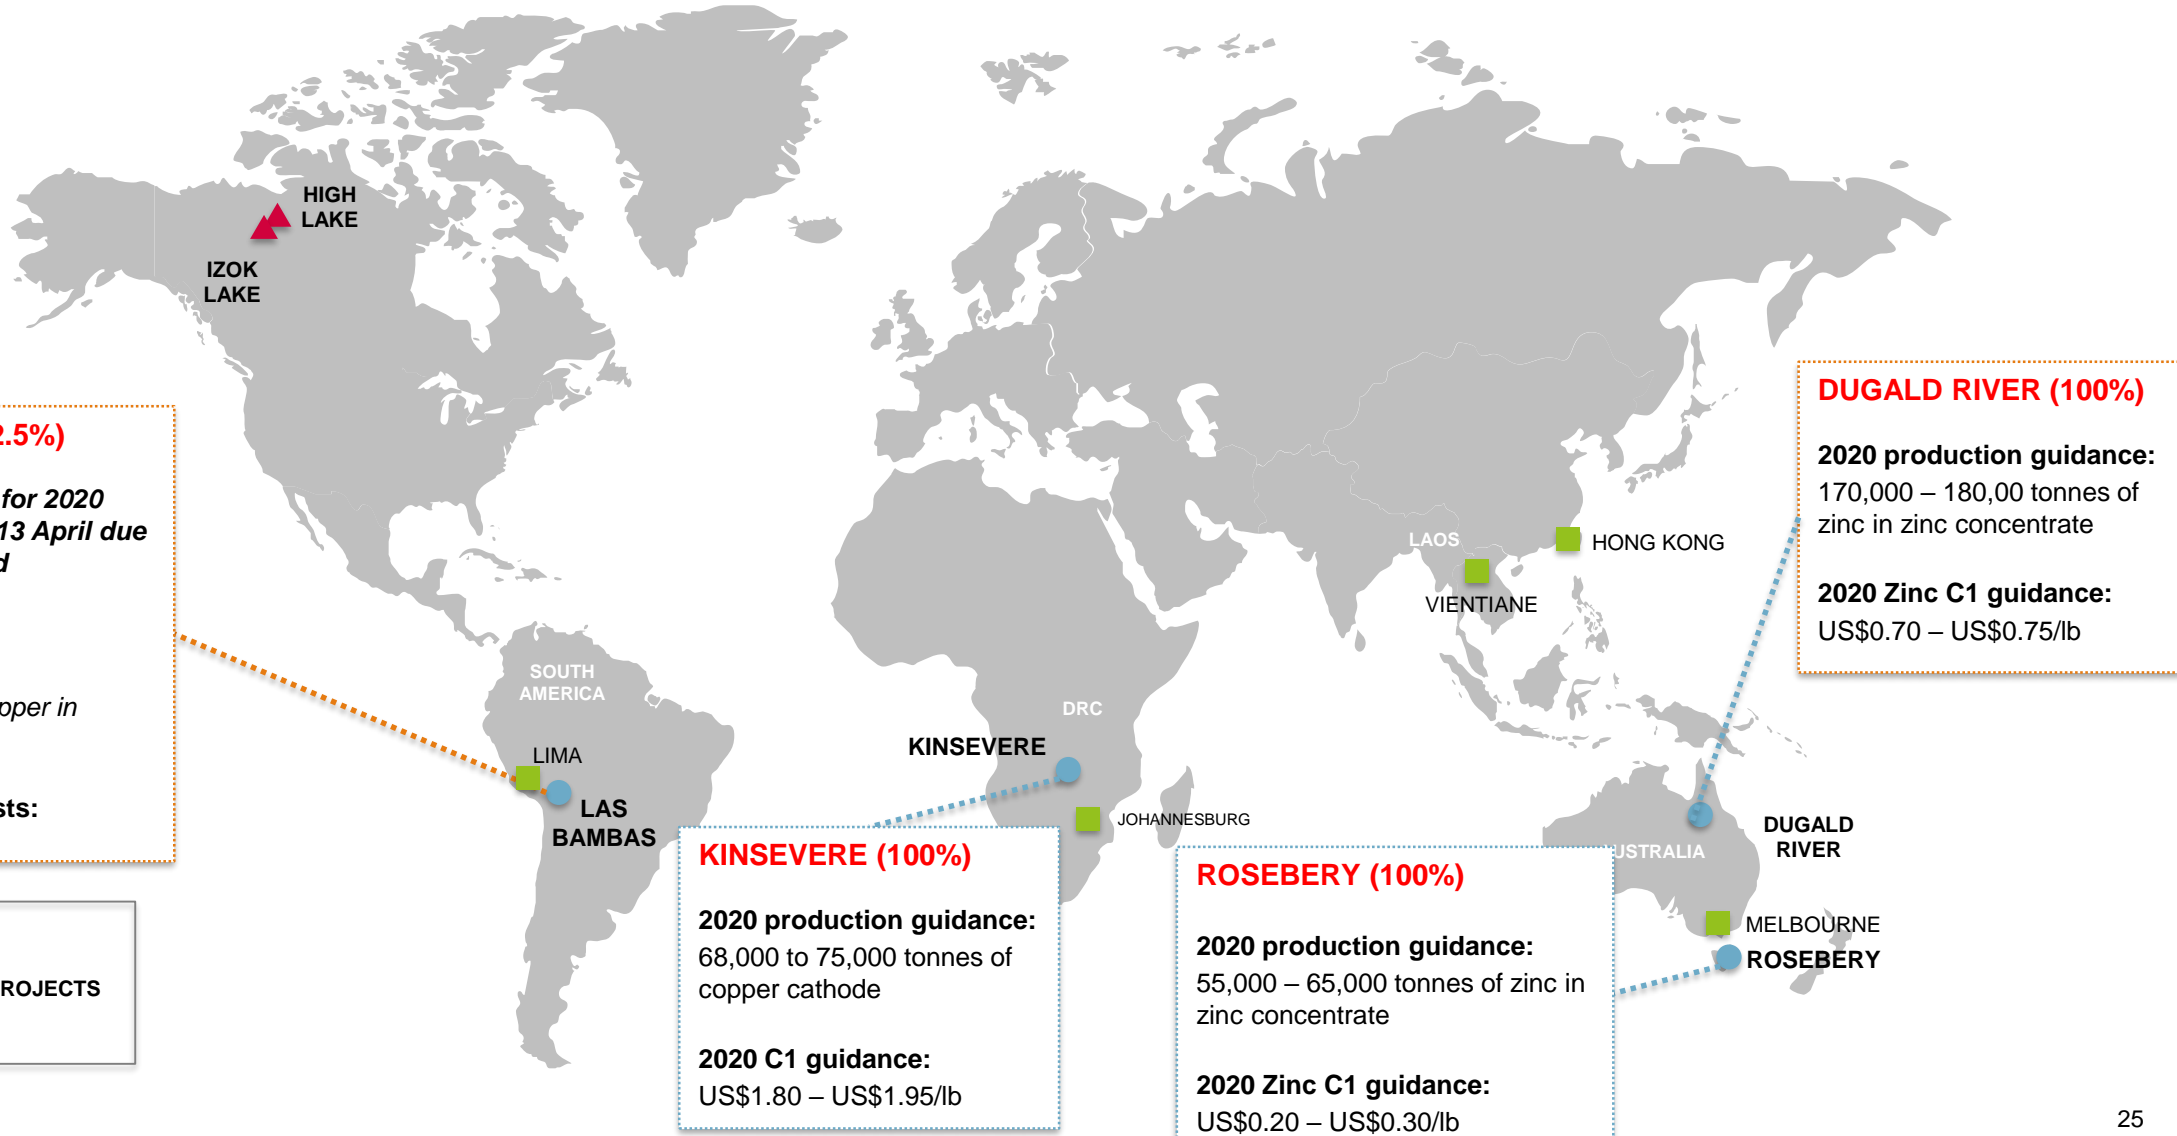 HIGH
LAKE
IZOK
LAKE
2.5%)
for 2020
13 April due
in
sts:
SOUTH
AMERICA
LIMA
LAS
BAMBAS
DRC
KINSEVERE
JOHANNESBURG
KINSEVERE (100%)
2020 production guidance:
68,000 to 75,000 tonnes of
copper cathode
2020 C1 guidance:
US$1.80 – US$1.95/lb
ROSEBERY (100%)
2020 production guidance:
55,000 – 65,000 tonnes of zinc in
zinc concentrate
2020 Zinc C1 guidance:
US$0.20 – US$0.30/lb
LAOS
VIENTIANE
HONG KONG
DUGALD RIVER (100%)
2020 production guidance:
170,000 – 180,00 tonnes of
zinc in zinc concentrate
2020 Zinc C1 guidance:
US$0.70 – US$0.75/lb
USTRALIA
DUGALD
RIVER
MELBOURNE
ROSEBERY
ROJECTS
25